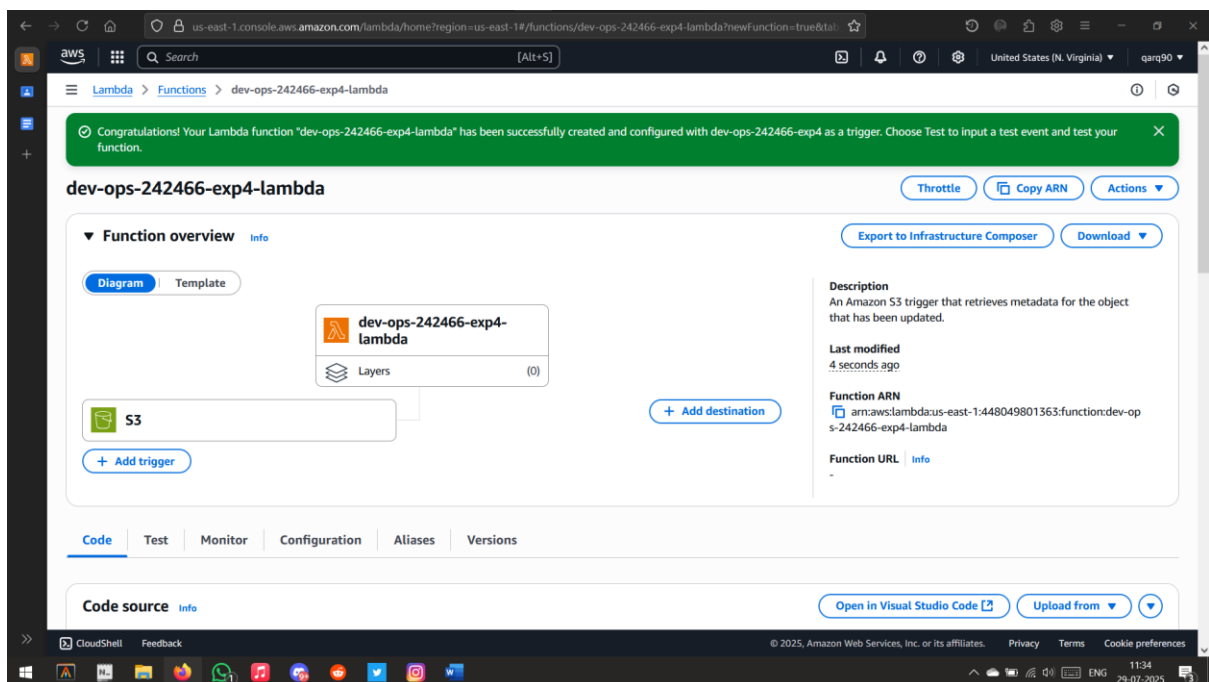 us-east-1.console.aws.amazon.com/lambda/home?region=us-east-1#/functions/dev-ops-242466-exp4-lambda?newFunction=true&tab
aws
Search
[Alt+S]
United States (N. Virginia) ▼
qarq90 ▼
Lambda > Functions > dev-ops-242466-exp4-lambda
Congratulations! Your Lambda function "dev-ops-242466-exp4-lambda" has been successfully created and configured with dev-ops-242466-exp4 as a trigger. Choose Test to input a test event and test your
function.
dev-ops-242466-exp4-lambda
Throttle
Copy ARN
Actions ▼
▼ Function overview Info
Export to Infrastructure Composer
Download ▼
Diagram
Template
dev-ops-242466-exp4-
lambda
Layers
(0)
S3
+ Add trigger
+ Add destination
Description
An Amazon S3 trigger that retrieves metadata for the object
that has been updated.
Last modified
4 seconds ago
Function ARN
arn:aws:lambda:us-east-1:448049801363:function:dev-op
s-242466-exp4-lambda
Function URL Info
-
Code
Test
Monitor
Configuration
Aliases
Versions
Code source Info
Open in Visual Studio Code
Upload from ▼
CloudShell
Feedback
© 2025, Amazon Web Services, Inc. or its affiliates.
Privacy
Terms
Cookie preferences
ENG
11:34
29-07-2025